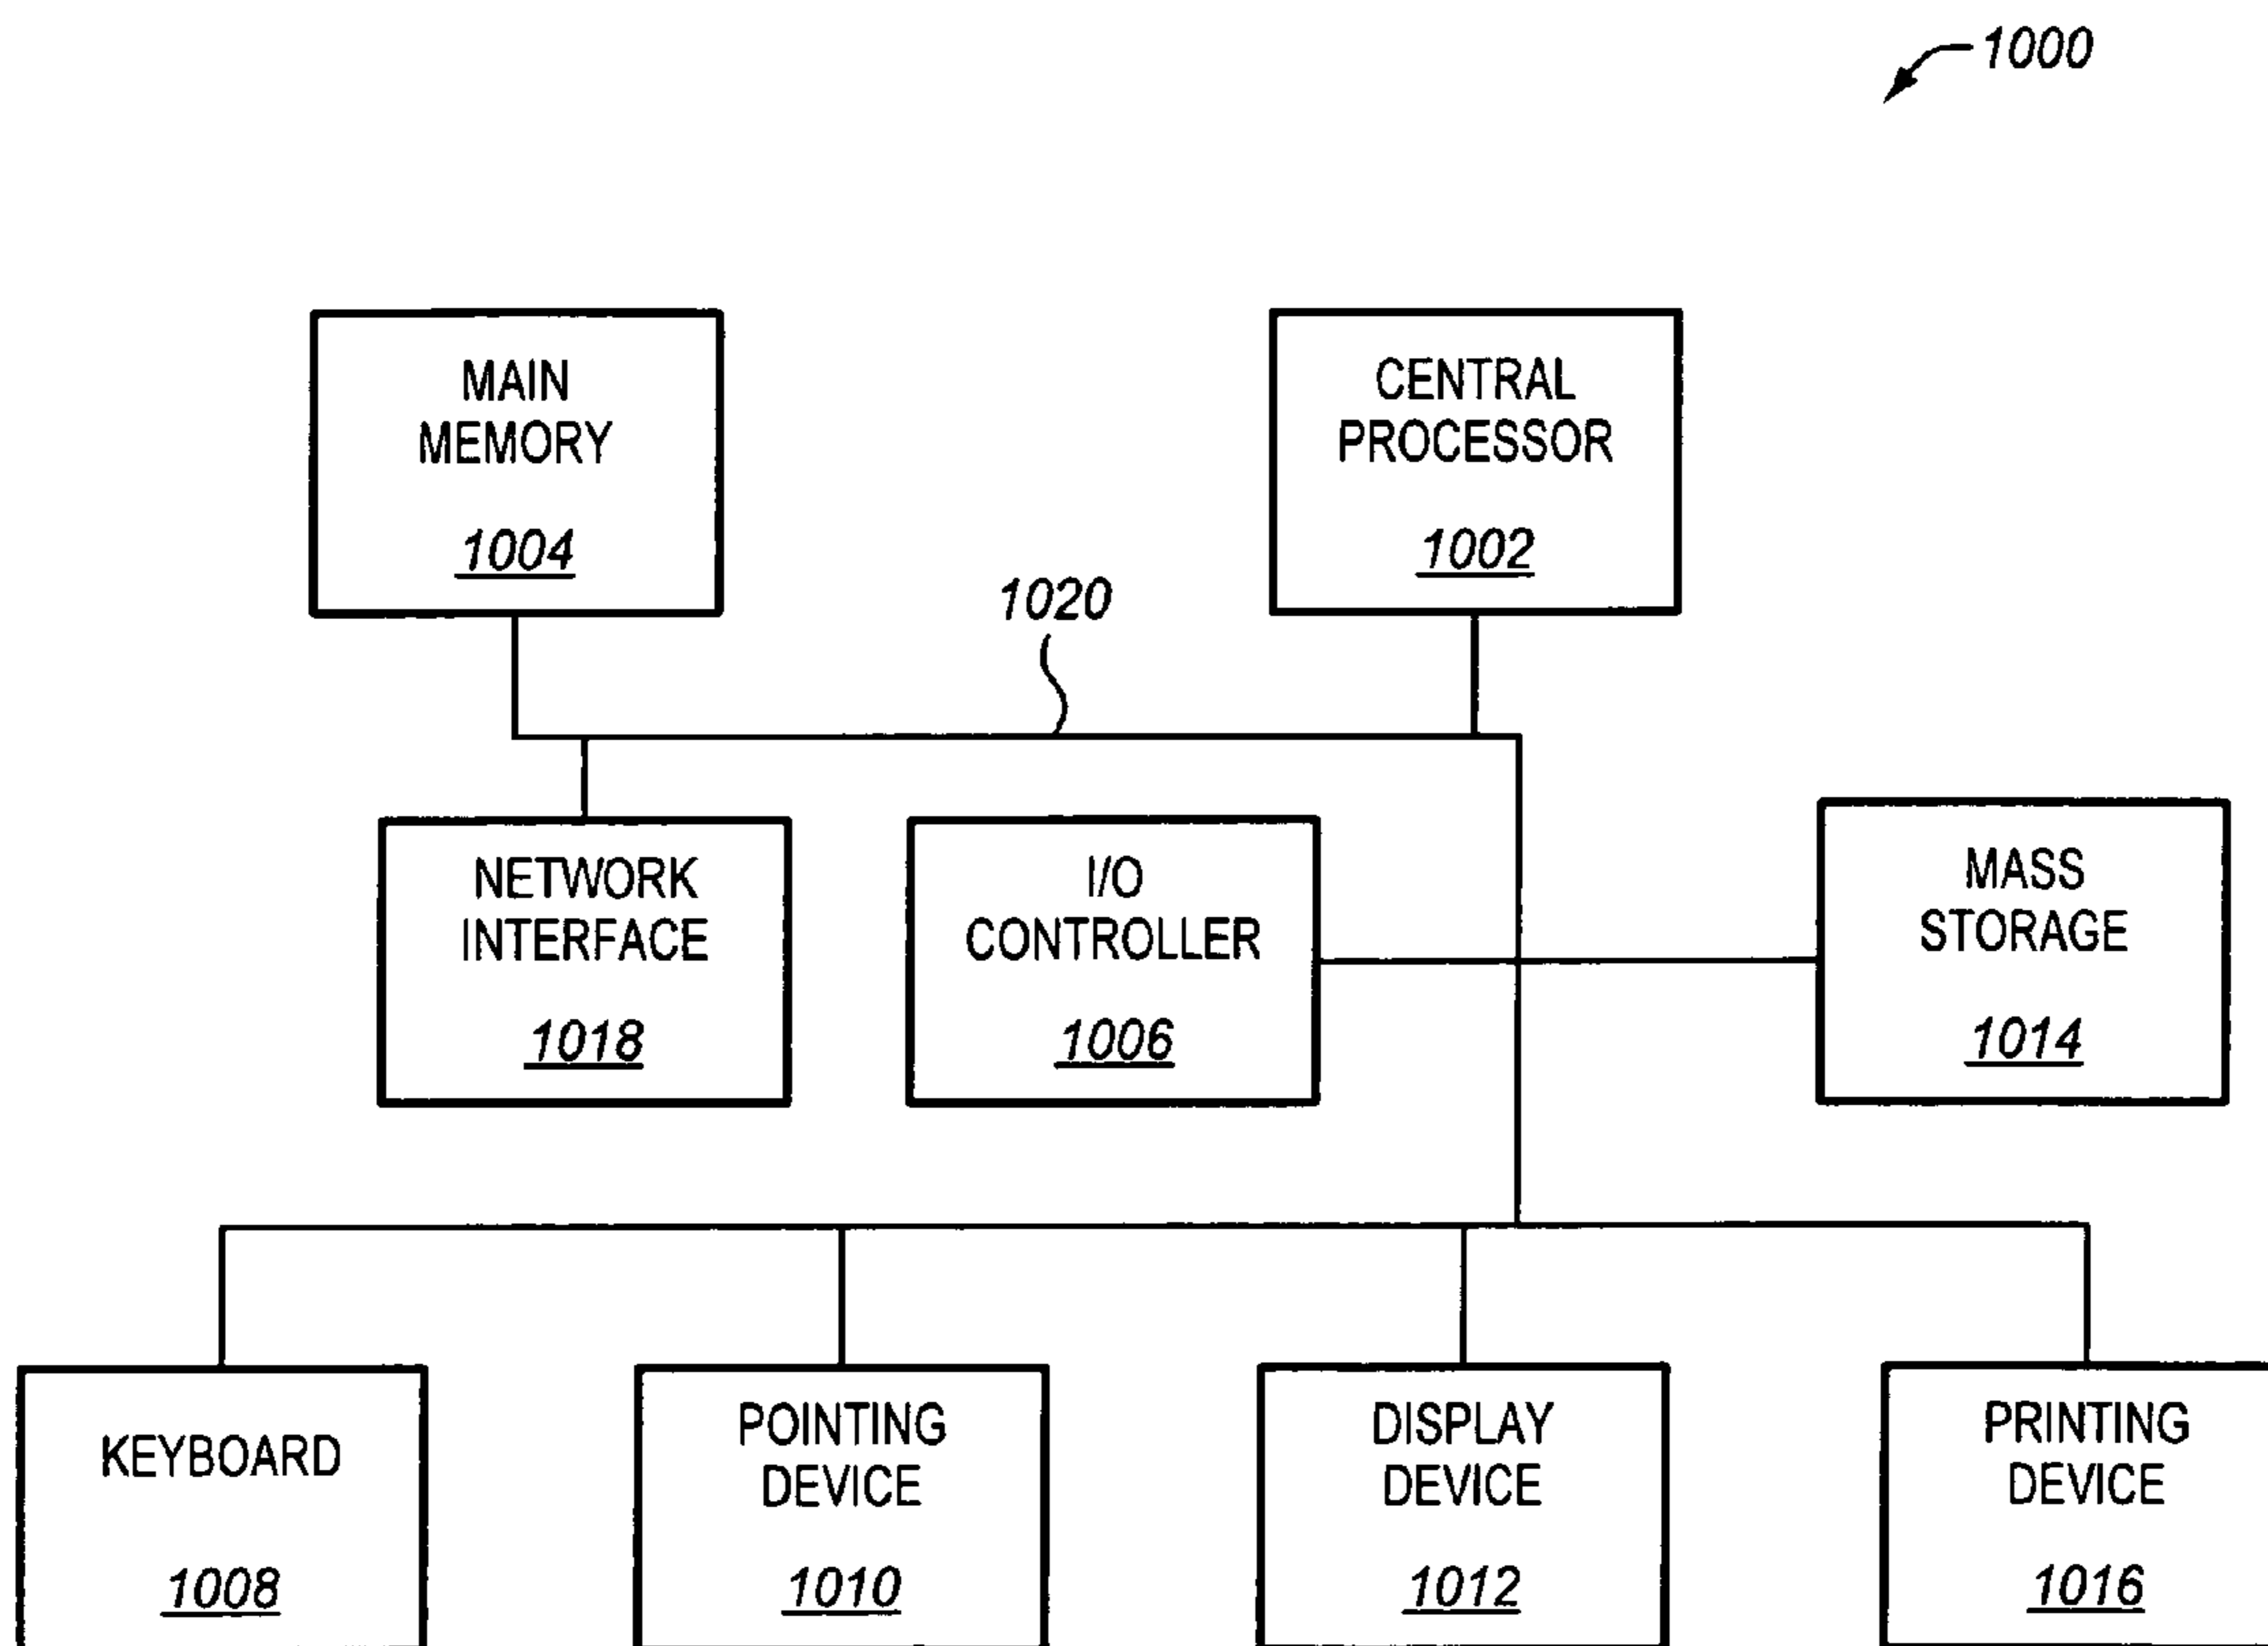 1000
MAIN
MEMORY
1004
CENTRAL
PROCESSOR
1002
1020
NETWORK
INTERFACE
1018
I/O
CONTROLLER
1006
MASS
STORAGE
1014
KEYBOARD
1008
POINTING
DEVICE
1010
DISPLAY
DEVICE
1012
PRINTING
DEVICE
1016